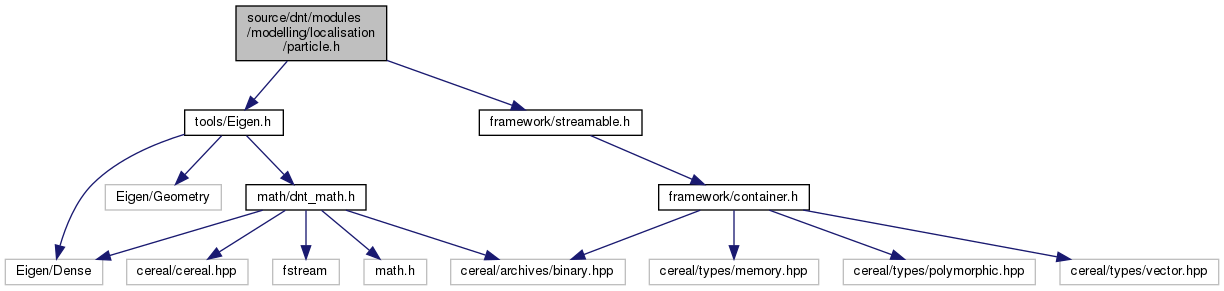 source/dnt/modules
/modelling/localisation
/particle.h
tools/Eigen.h
framework/streamable.h
Eigen/Geometry
math/dnt_math.h
framework/container.h
Eigen/Dense
cereal/cereal.hpp
fstream
math.h
cereal/archives/binary.hpp
cereal/types/memory.hpp
cereal/types/polymorphic.hpp
cereal/types/vector.hpp